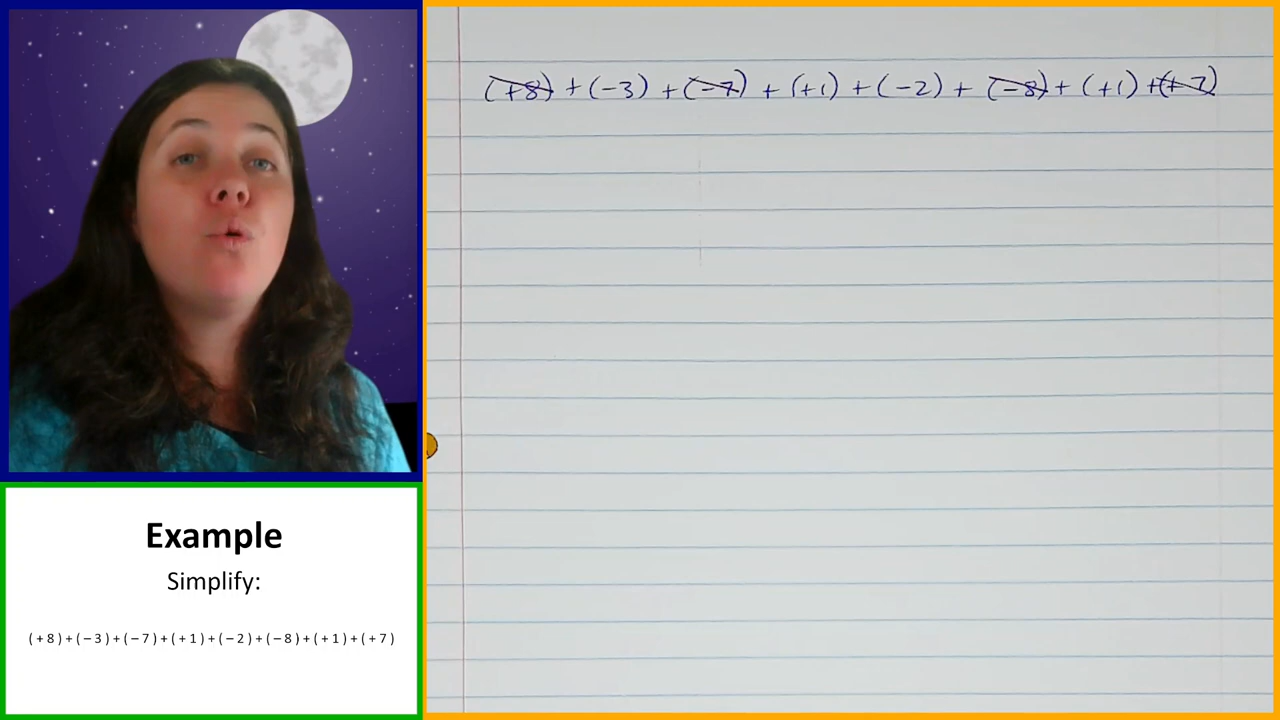 (+8) + (-3) + (-7) + (+1) + (-2) + (-8) + (+1) + (+7)
Example
Simplify:
(+8)+(−3)+(−7)+(+1)+(−2)+(−8)+(+1)+(+7)